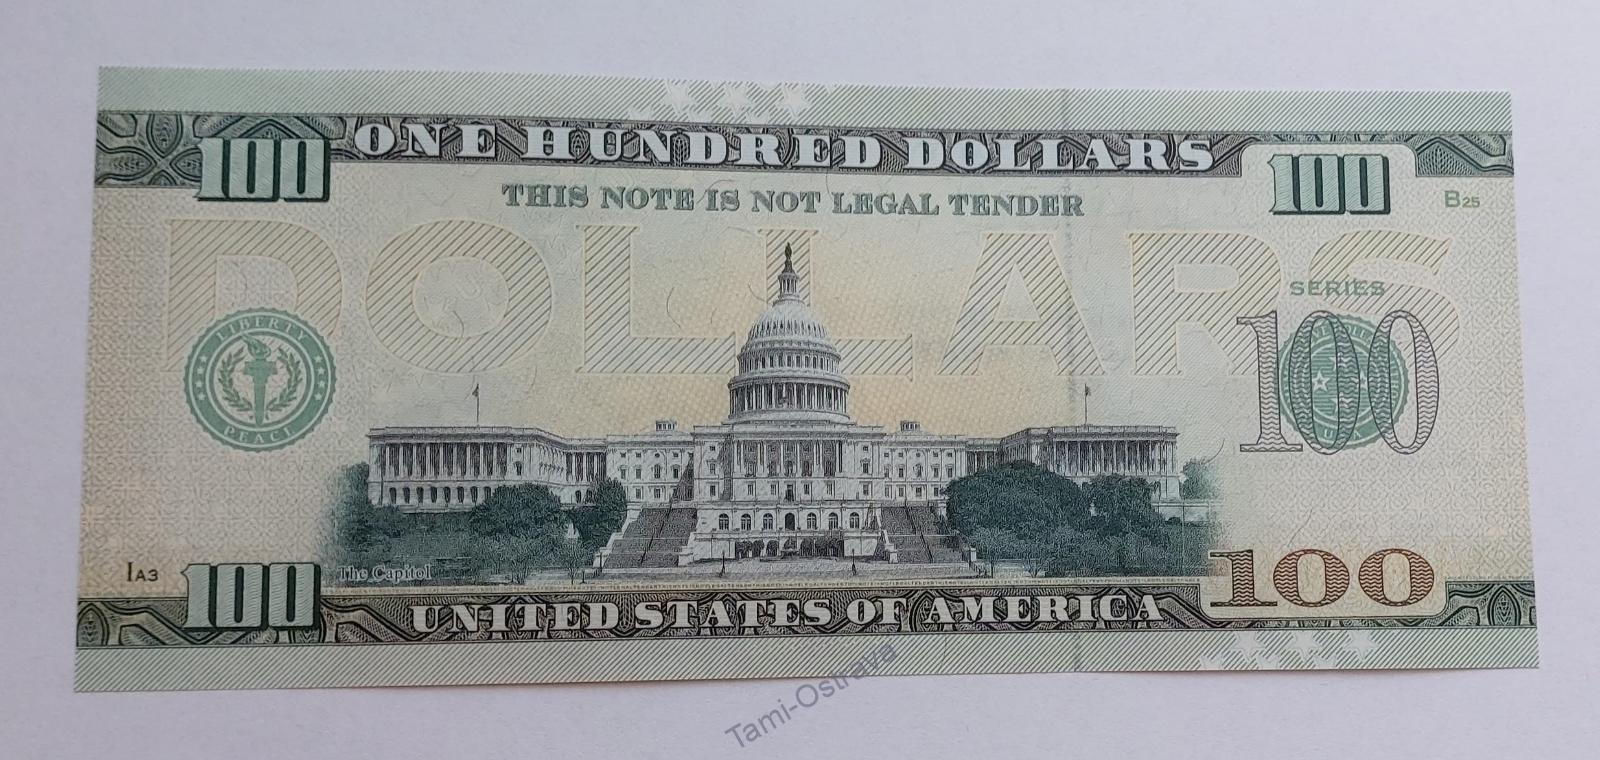 ONE HUNDRED DOLLARS
100
100
THIS NOTE IS NOT LEGAL TENDER
B25
DOLLARS
SERIES
100
LIBERTY
PEACE
IA3
100
The Capitol
100
UNITED STATES OF AMERICA
Tami-Ostrava